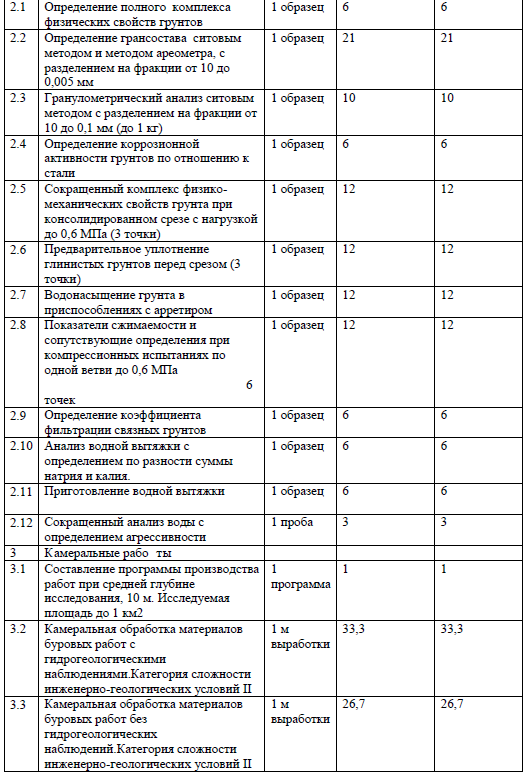 2.1 Определение полного комплекса 1 образец 6 6
физических свойств грунтов
2.2 Определение грансостава ситовым 1 образец 21 21
методом и методом ареометра, с
разделением на фракции от 10 до
0,005 мм
2.3 Гранулометрический анализ ситовым 1 образец 10 10
методом с разделением на фракции от
10 до 0,1 мм (до 1 кг)
2.4 Определение коррозионной 1 образец 6 6
активности грунтов по отношению к
стали
2.5 Сокращенный комплекс физико- 1 образец 12 12
механических свойств грунта при
консолидированном срезе с нагрузкой
до 0,6 МПа (3 точки)
2.6 Предварительное уплотнение 1 образец 12 12
глинистых грунтов перед срезом (3
точки)
2.7 Водонасыщение грунта в 1 образец 12 12
приспособлениях с арретиром
2.8 Показатели сжимаемости и 1 образец 12 12
сопутствующие определения при
компрессионных испытаниях по
одной ветви до 0,6 МПа
6
точек
2.9 Определение коэффициента 1 образец 6 6
фильтрации связных грунтов
2.10 Анализ водной вытяжки с 1 образец 6 6
определением по разности суммы
натрия и калия.
2.11 Приготовление водной вытяжки 1 образец 6 6
2.12 Сокращенный анализ воды с 1 проба 3 3
определением агрессивности
3 Камеральные рабо ты
3.1 Составление программы производства 1 1 1
работ при средней глубине программа
исследования, 10 м. Исследуемая
площадь до 1 км2
3.2 Камеральная обработка материалов 1 м 33,3 33,3
буровых работ с выработки
гидрогеологическими
наблюдениями.Категория сложности
инженерно-геологических условий II
3.3 Камеральная обработка материалов 1 м 26,7 26,7
буровых работ без выработки
гидрогеологических
наблюдений.Категория сложности
инженерно-геологических условий II